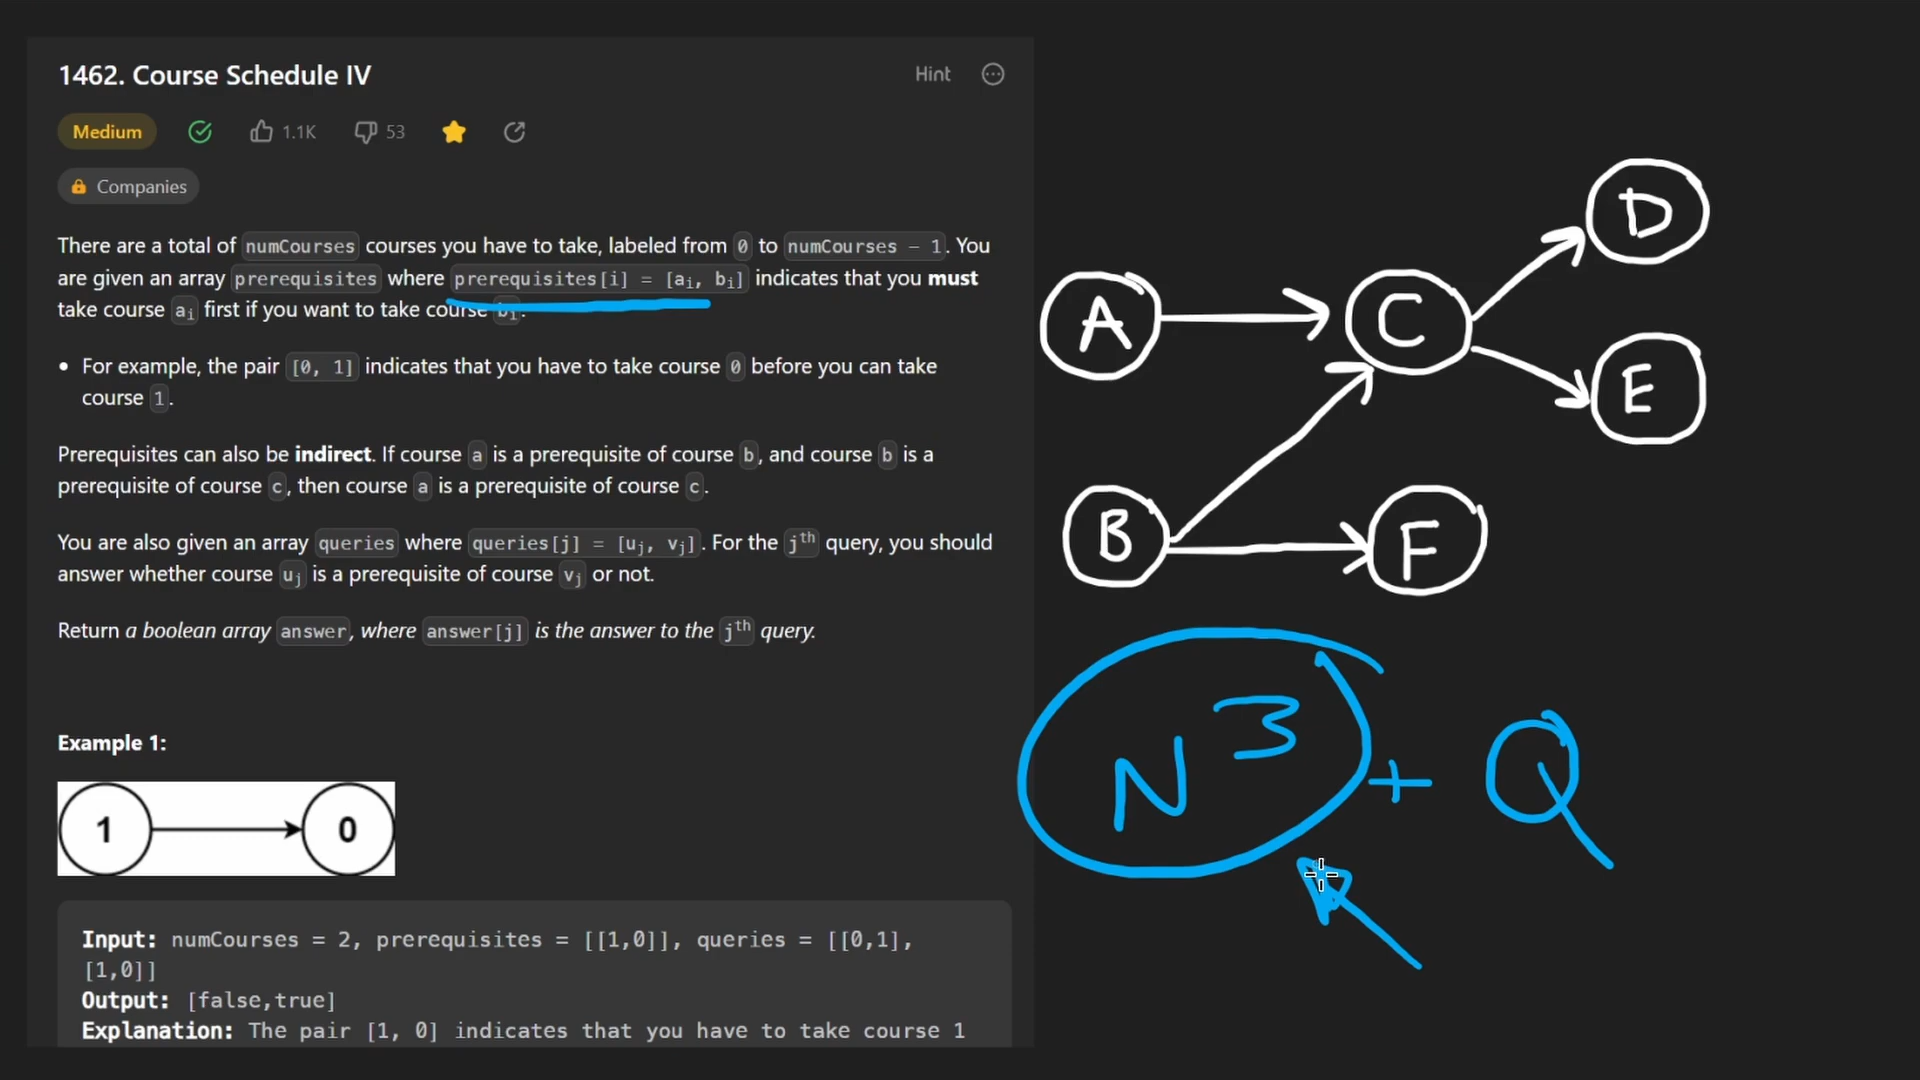 1462. Course Schedule IV
Hint
Medium
1.1K
53
Companies
There are a total of numCourses courses you have to take, labeled from 0 to numCourses - 1. You
are given an array prerequisites where prerequisites[i] = [ai, bi] indicates that you must
take course ai first if you want to take course bi.
• For example, the pair [0, 1] indicates that you have to take course 0 before you can take
course 1.
Prerequisites can also be indirect. If course a is a prerequisite of course b, and course b is a
prerequisite of course c, then course a is a prerequisite of course c.
You are also given an array queries where queries[j] = [uj, vj]. For the jth query, you should
answer whether course uj is a prerequisite of course vj or not.
Return a boolean array answer, where answer[j] is the answer to the jth query.
Example 1:
1
0
Input: numCourses = 2, prerequisites = [[1,0]], queries = [[0,1],
[1,0]]
Output: [false,true]
Explanation: The pair [1, 0] indicates that you have to take course 1
D
A
C
E
B
F
N³ + Q